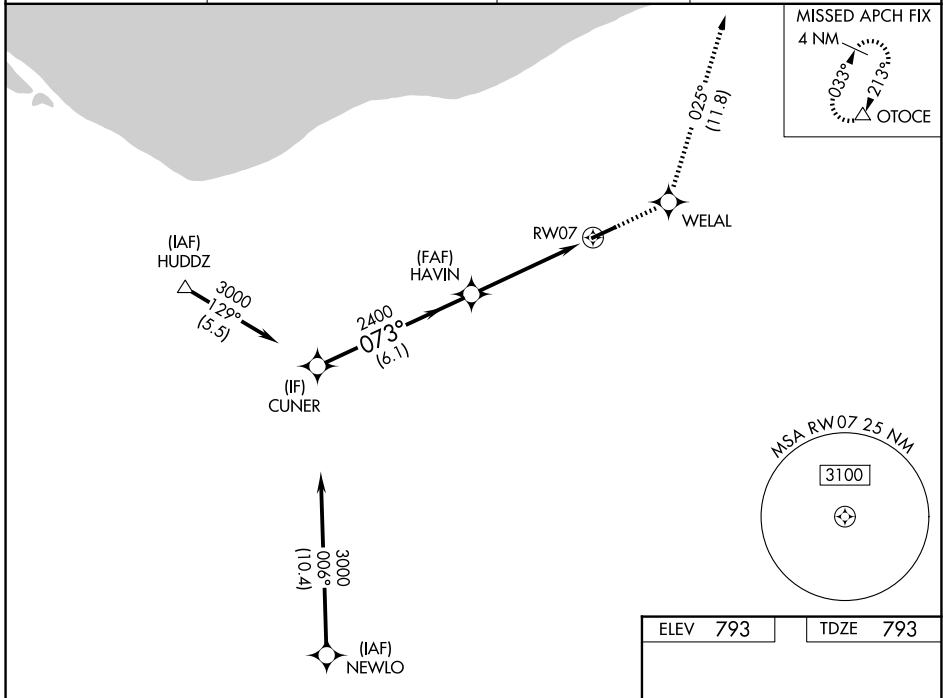 MISSED APCH FIX
4 NM
033°
213°
OTOCE
025°
(11.8)
WELAL
RW07
(FAF)
HAVIN
(IAF)
HUDDZ
3000
129°
(5.5)
2400
073°
(6.1)
(IF)
CUNER
MSA RW07 25 NM
3100
3000
006°
(10.4)
(IAF)
NEWLO
ELEV 793
TDZE 793